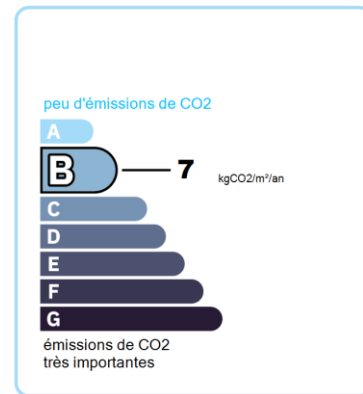 peu d'émissions de CO2
A
B 7 kgCO2/m²/an
C
D
E
F
G
émissions de CO2
très importantes